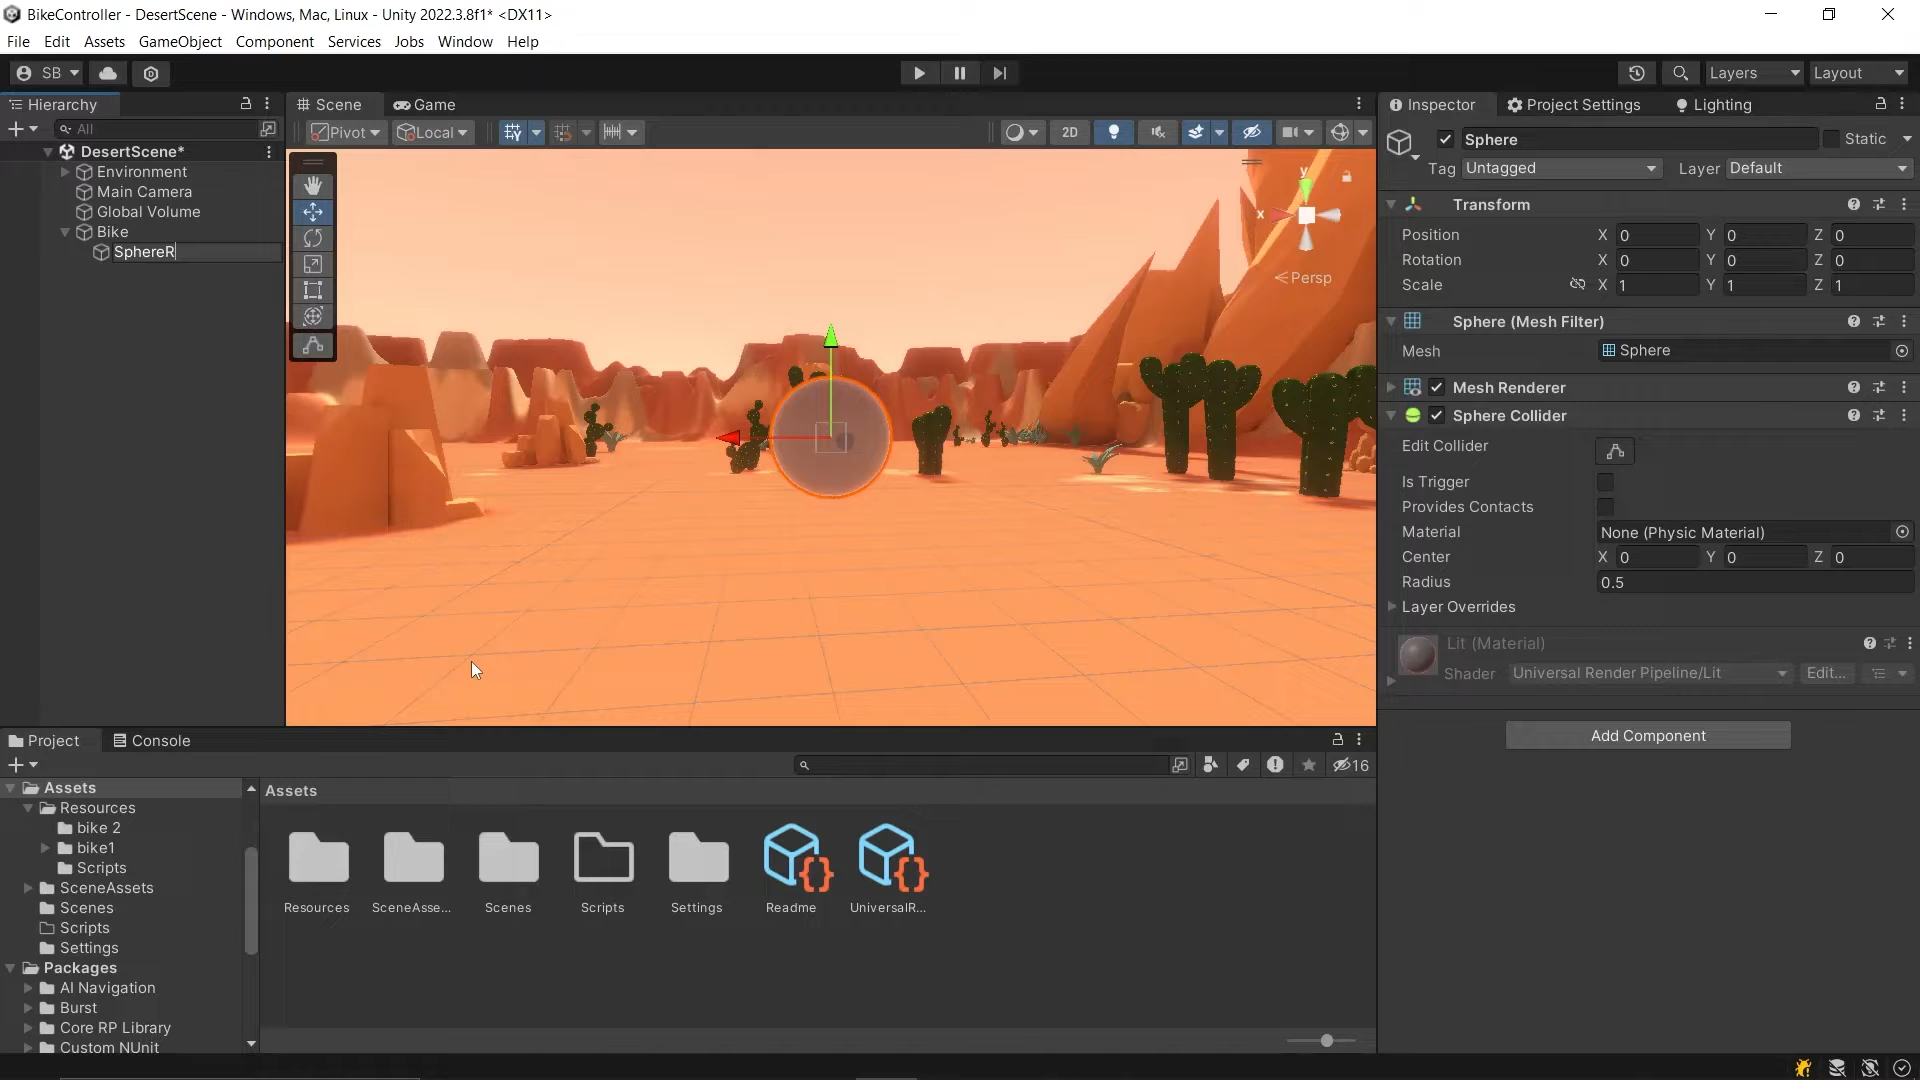 BikeController - DesertScene - Windows, Mac, Linux - Unity 2022.3.8f1* <DX11>
File Edit Assets GameObject Component Services Jobs Window Help
SB Layers Layout
Hierarchy
All
DesertScene*
Environment
Main Camera
Global Volume
Bike
SphereR
Scene Game
Pivot Local 2D
y
x
Persp
Inspector Project Settings Lighting
Sphere Static
Tag Untagged Layer Default
Transform
Position X 0 Y 0 Z 0
Rotation X 0 Y 0 Z 0
Scale X 1 Y 1 Z 1
Sphere (Mesh Filter)
Mesh Sphere
Mesh Renderer
Sphere Collider
Edit Collider
Is Trigger
Provides Contacts
Material None (Physic Material)
Center X 0 Y 0 Z 0
Radius 0.5
Layer Overrides
Lit (Material)
Shader Universal Render Pipeline/Lit Edit...
Add Component
Project Console
16
Assets
Resources
bike 2
bike1
Scripts
SceneAssets
Scenes
Scripts
Settings
Packages
AI Navigation
Burst
Core RP Library
Custom NUnit
Assets
Resources SceneAsse... Scenes Scripts Settings Readme UniversalR...